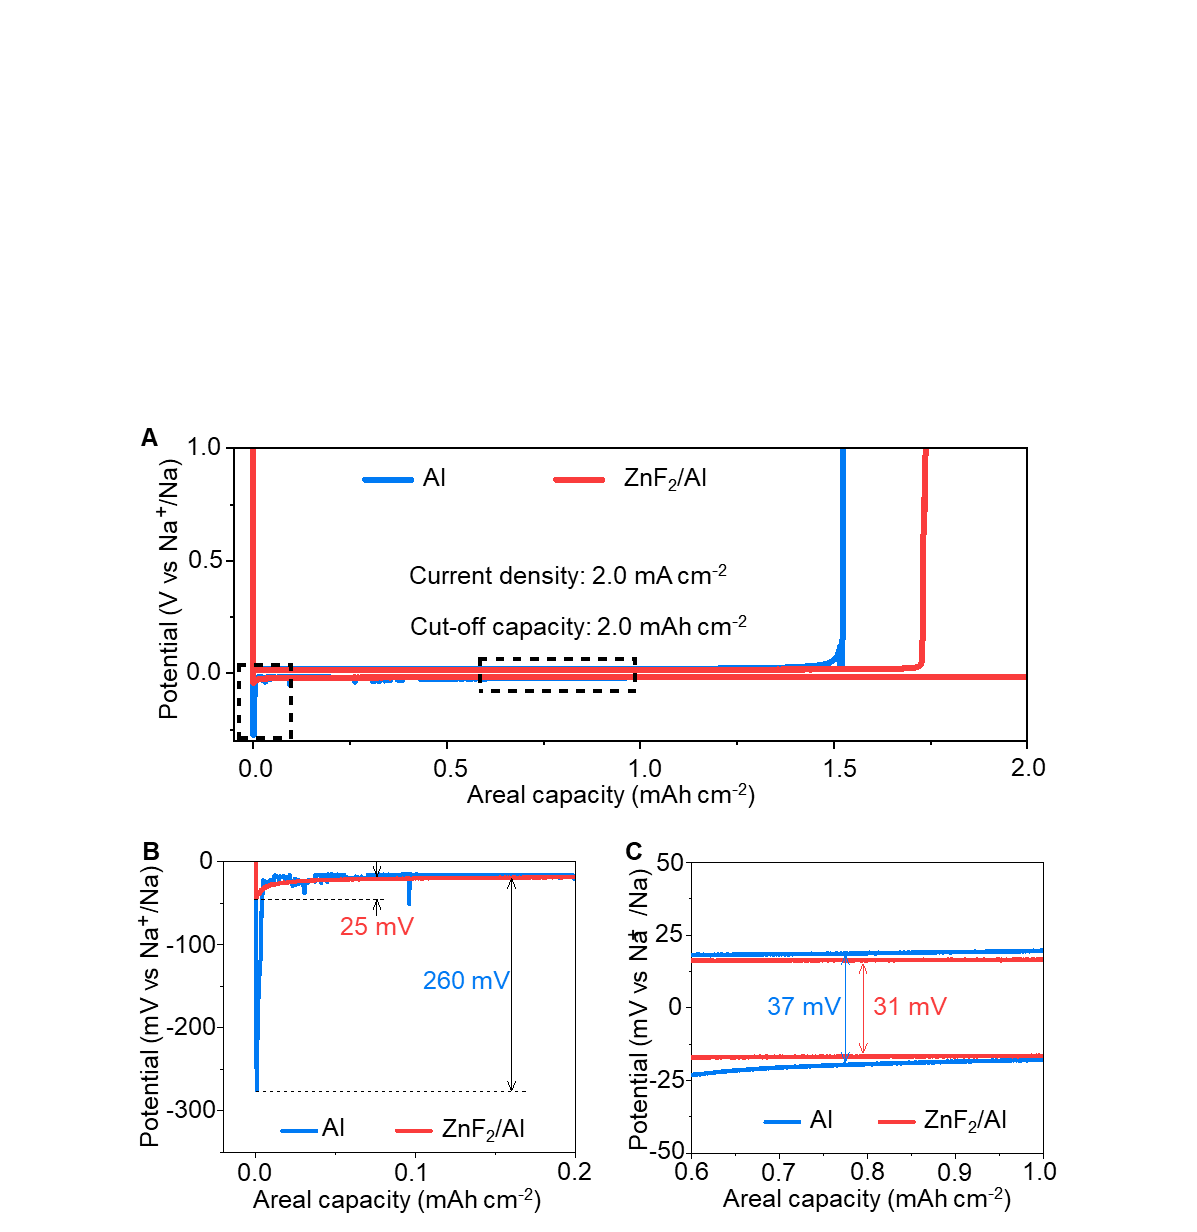 A
1.0
0.5
0.0
Potential (V vs Na⁺/Na)
Al
ZnF₂/Al
Current density: 2.0 mA cm⁻²
Cut-off capacity: 2.0 mAh cm⁻²
0.0 0.5 1.0 1.5 2.0
Areal capacity (mAh cm⁻²)
B
0
-100
-200
-300
Potential (mV vs Na⁺/Na)
25 mV
260 mV
Al
ZnF₂/Al
0.0 0.1 0.2
Areal capacity (mAh cm⁻²)
C
50
25
0
-25
-50
Potential (mV vs Na⁺/Na)
37 mV
31 mV
Al
ZnF₂/Al
0.6 0.7 0.8 0.9 1.0
Areal capacity (mAh cm⁻²)